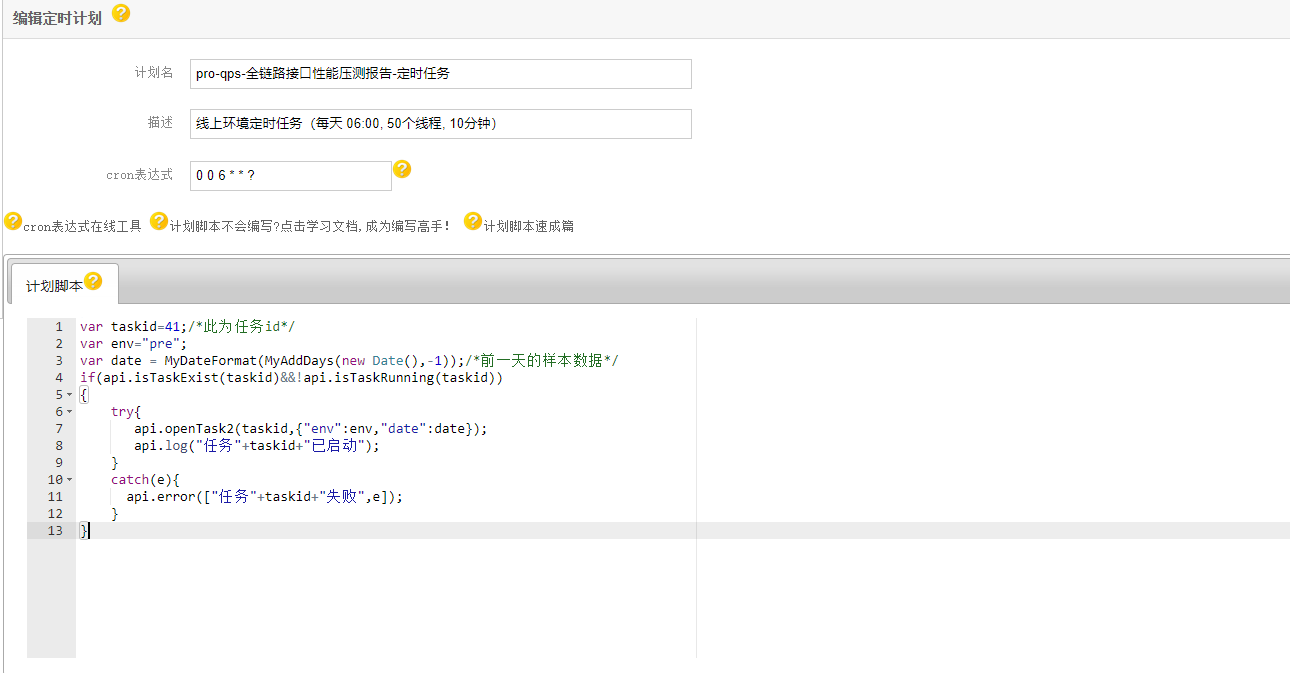 编辑定时计划 ?
计划名 pro-qps-全链路接口性能压测报告-定时任务
描述 线上环境定时任务（每天 06:00, 50个线程, 10分钟）
cron表达式 0 0 6 * * ? ?
? cron表达式在线工具 ? 计划脚本不会编写?点击学习文档,成为编写高手! ? 计划脚本速成篇
计划脚本 ?
1 var taskid=41;/*此为任务id*/
2 var env="pre";
3 var date = MyDateFormat(MyAddDays(new Date(),-1));/*前一天的样本数据*/
4 if(api.isTaskExist(taskid)&&!api.isTaskRunning(taskid))
5 {
6 try{
7 api.openTask2(taskid,{"env":env,"date":date});
8 api.log("任务"+taskid+"已启动");
9 }
10 catch(e){
11 api.error(["任务"+taskid+"失败",e]);
12 }
13 }